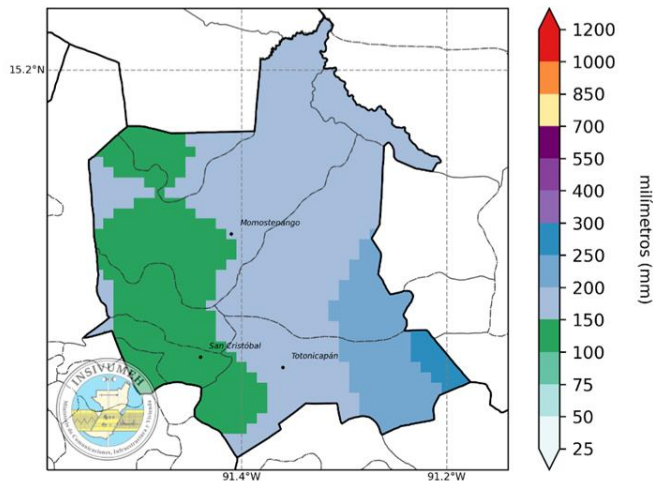 15.2°N
Momostenango
San Cristóbal
Totonicapán
INSIVUMEH
91.4°W
91.2°W
1200
1000
850
700
550
400
300
250
200
150
100
75
50
25
milímetros (mm)